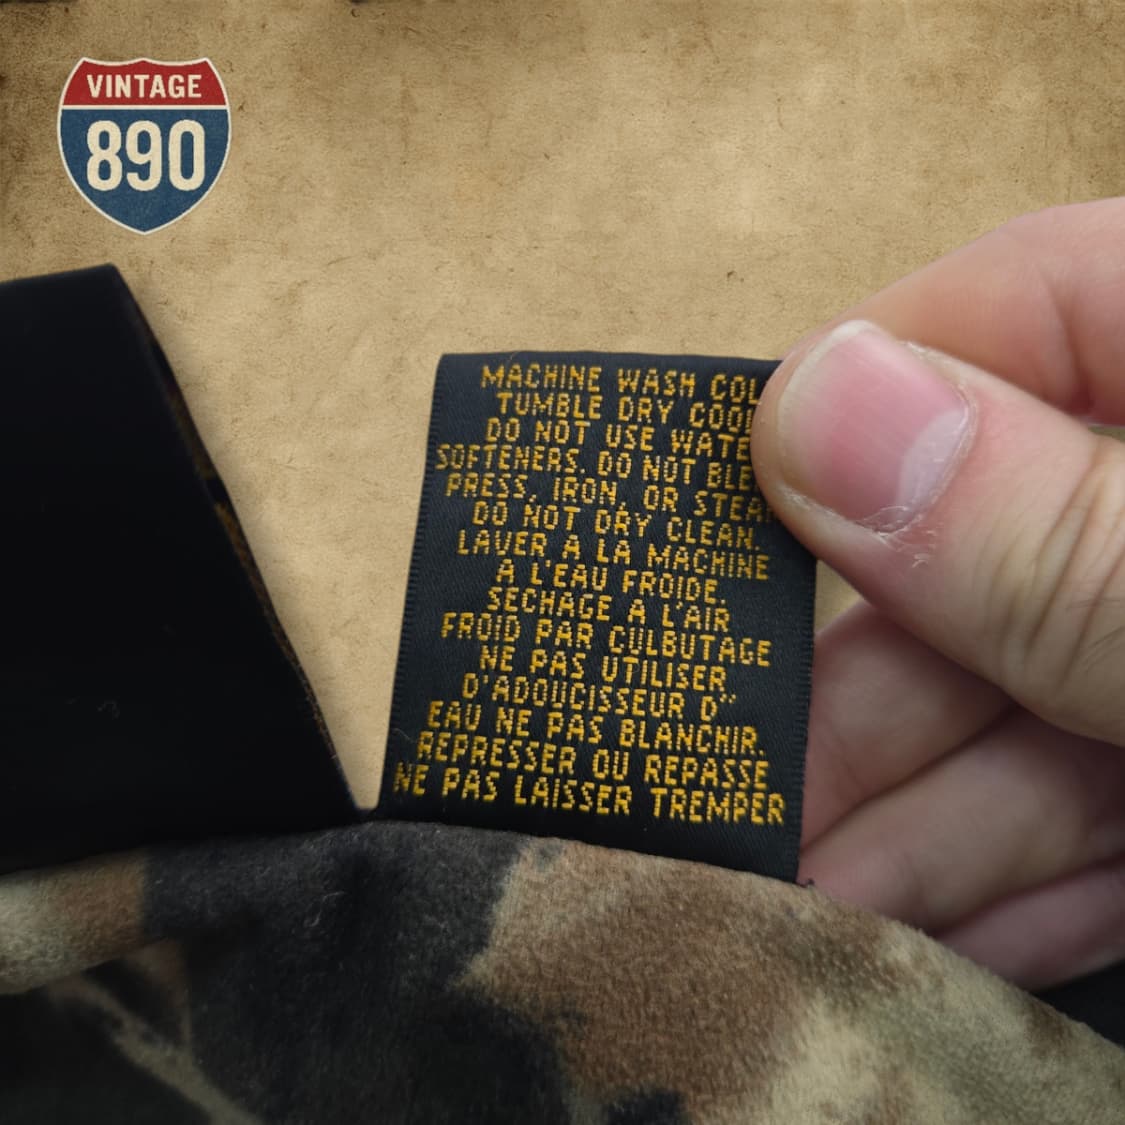 VINTAGE
890
MACHINE WASH COL
TUMBLE DRY COOL
DO NOT USE WATE
SOFTENERS. DO NOT BLE
PRESS, IRON, OR STEAM
DO NOT DRY CLEAN.
LAVER A LA MACHINE
A L'EAU FROIDE.
SECHAGE A L'AIR
FROID PAR CULBUTAGE
NE PAS UTILISER
D'ADOUCISSEUR D"
EAU NE PAS BLANCHIR.
REPRESSER OU REPASSE
NE PAS LAISSER TREMPER